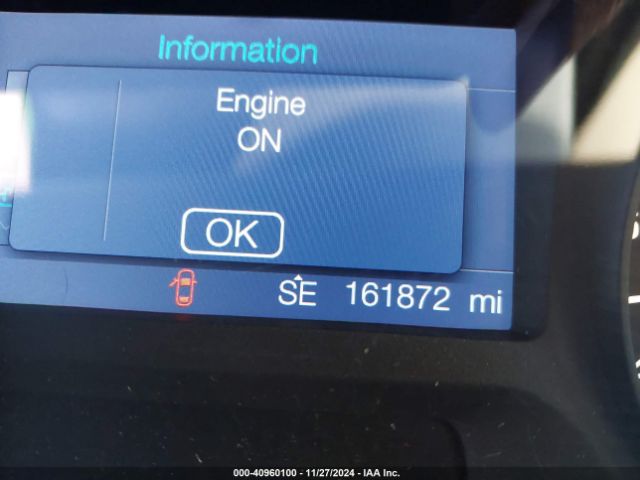 Information
Engine
ON
OK
SE 161872 mi
000-40960100 - 11/27/2024 - IAA Inc.